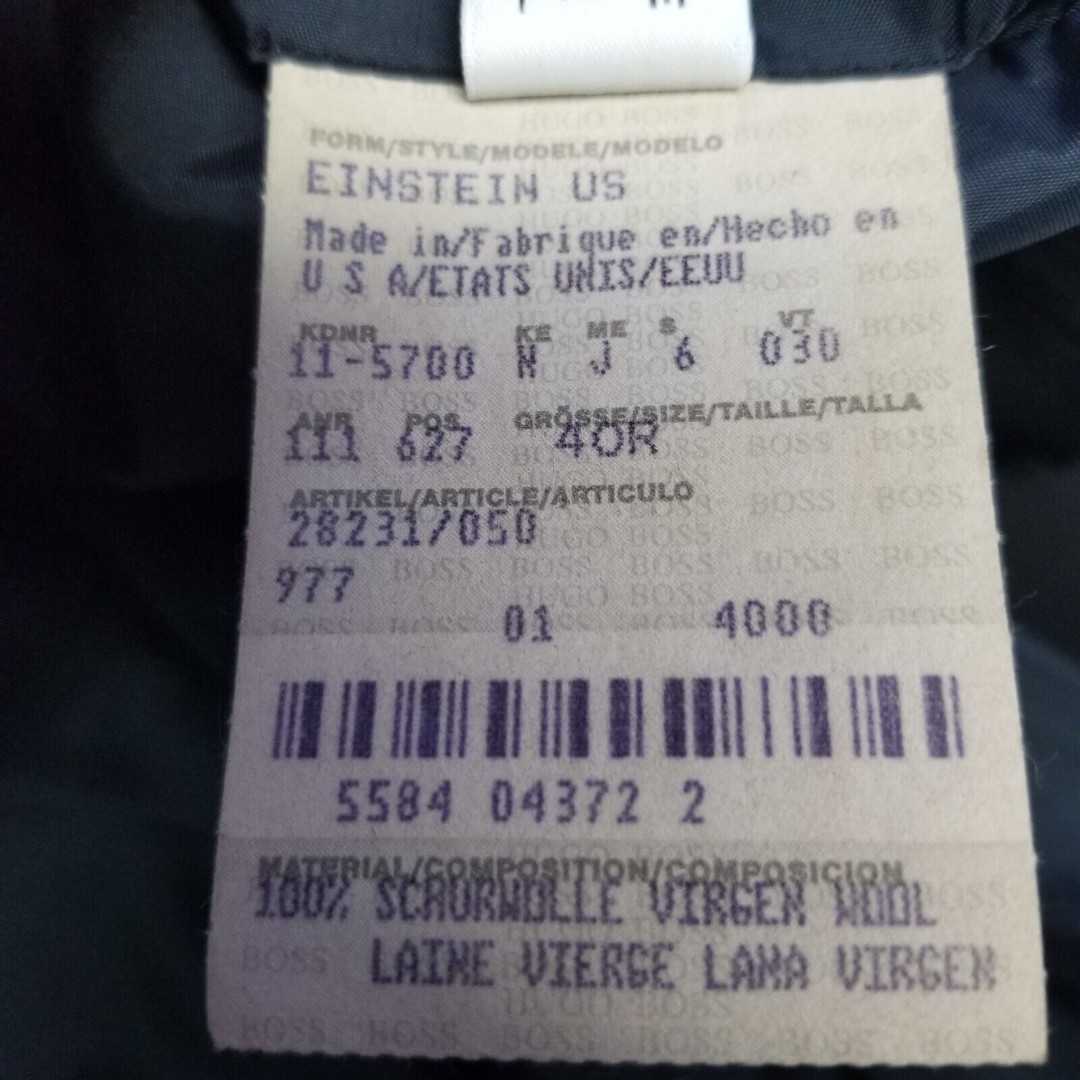 FORM/STYLE/MODELE/MODELO
EINSTEIN US
Made in/Fabrique en/Hecho en
U S A/ETATS UNIS/EEUU
KDNR KE ME S VT
11-5700 N J 6 030
ANR POS GRÖSSE/SIZE/TAILLE/TALLA
111 627 40R
ARTIKEL/ARTICLE/ARTICULO
28231/050
977
01 4000
5584 04372 2
MATERIAL/COMPOSITION/COMPOSICION
100% SCHURWOLLE VIRGEN WOOL
LAINE VIERGE LANA VIRGEN